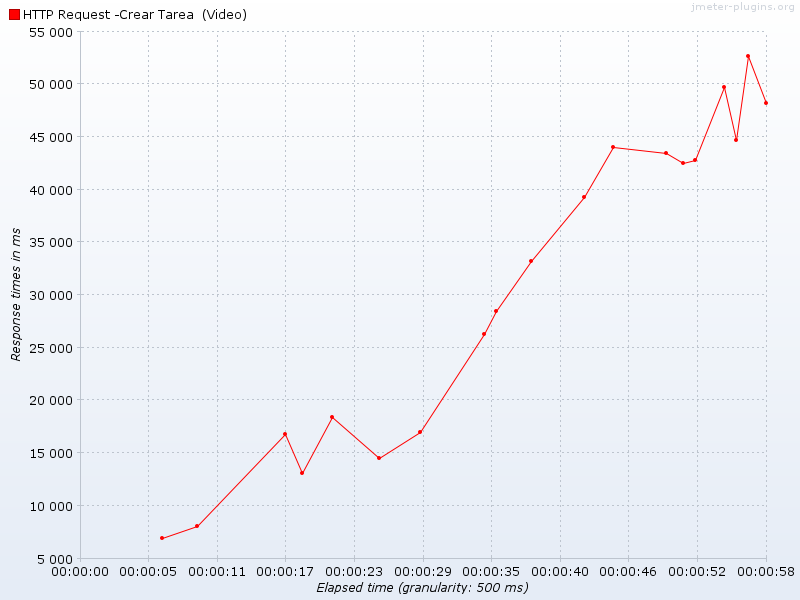 jmeter-plugins.org
HTTP Request -Crear Tarea (Video)
55 000
50 000
45 000
40 000
35 000
30 000
25 000
20 000
15 000
10 000
5 000
Response times in ms
00:00:00 00:00:05 00:00:11 00:00:17 00:00:23 00:00:29 00:00:35 00:00:40 00:00:46 00:00:52 00:00:58
Elapsed time (granularity: 500 ms)